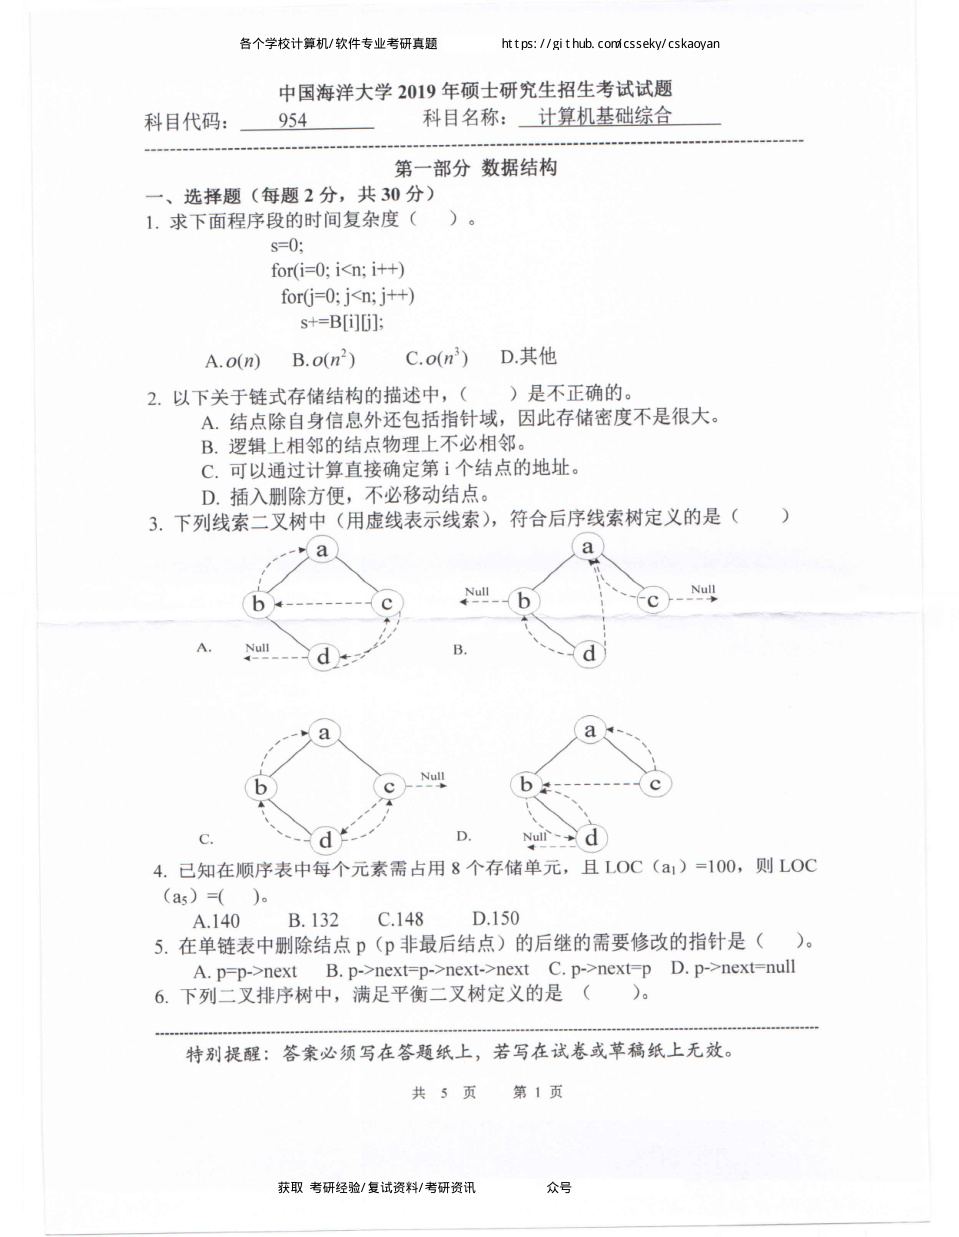 各个学校计算机/软件专业考研真题 https://github.com/csseky/cskaoyan
中国海洋大学 2019 年硕士研究生招生考试试题
科目代码： 954 科目名称： 计算机基础综合
第一部分 数据结构
一、选择题（每题 2 分，共 30 分）
1. 求下面程序段的时间复杂度（ ）。
s=0;
for(i=0; i<n; i++)
for(j=0; j<n; j++)
s+=B[i][j];
A.o(n) B.o(n²) C.o(n³) D.其他
2. 以下关于链式存储结构的描述中，（ ）是不正确的。
A. 结点除自身信息外还包括指针域，因此存储密度不是很大。
B. 逻辑上相邻的结点物理上不必相邻。
C. 可以通过计算直接确定第 i 个结点的地址。
D. 插入删除方便，不必移动结点。
3. 下列线索二叉树中（用虚线表示线索），符合后序线索树定义的是（ ）
a
b c
d
Null
A.
a
b c
d
Null Null
B.
a
b c
d
Null
C.
a
b c
d
Null
D.
4. 已知在顺序表中每个元素需占用 8 个存储单元，且 LOC（a₁）=100，则 LOC
（a₅）=( )。
A.140 B. 132 C.148 D.150
5. 在单链表中删除结点 p（p 非最后结点）的后继的需要修改的指针是（ ）。
A. p=p->next B. p->next=p->next->next C. p->next=p D. p->next=null
6. 下列二叉排序树中，满足平衡二叉树定义的是 （ ）。
特别提醒：答案必须写在答题纸上，若写在试卷或草稿纸上无效。
共 5 页 第 1 页
获取 考研经验/复试资料/考研资讯 众号